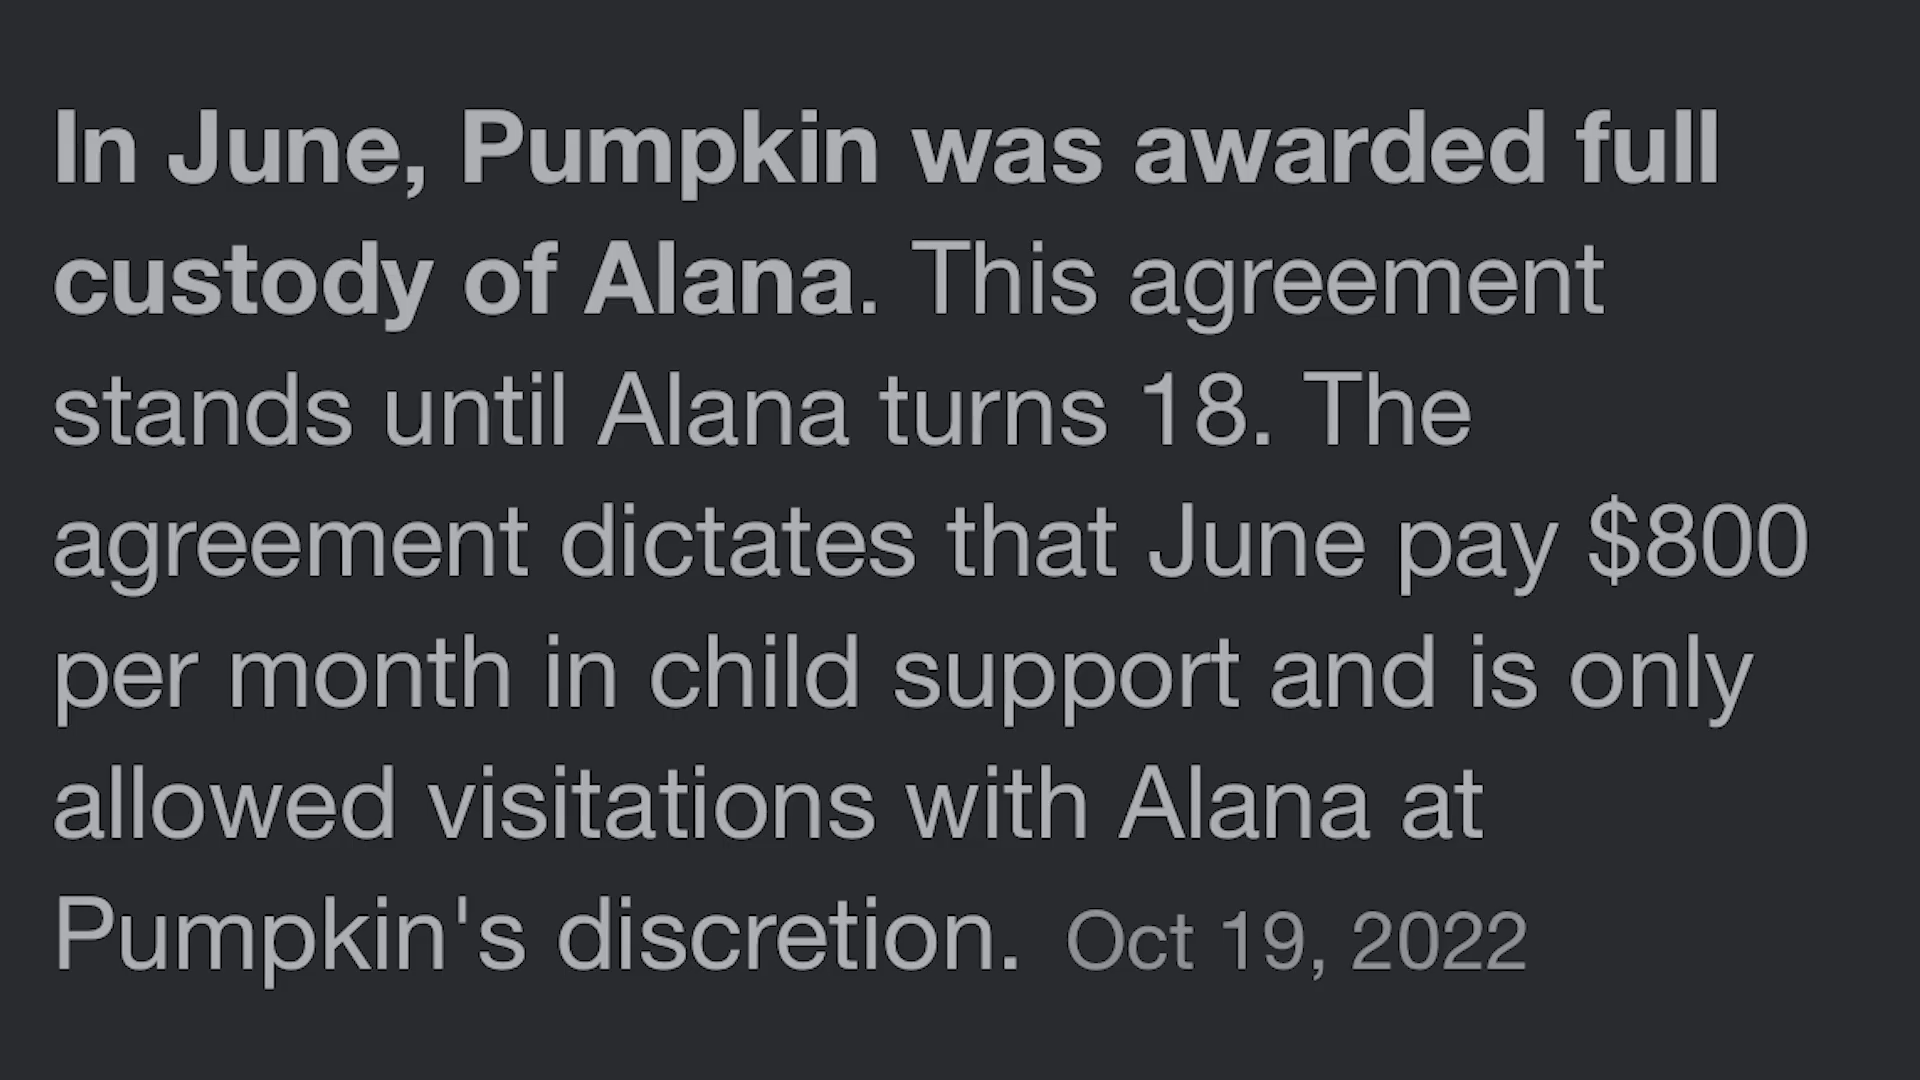 In June, Pumpkin was awarded full
custody of Alana. This agreement
stands until Alana turns 18. The
agreement dictates that June pay $800
per month in child support and is only
allowed visitations with Alana at
Pumpkin's discretion. Oct 19, 2022